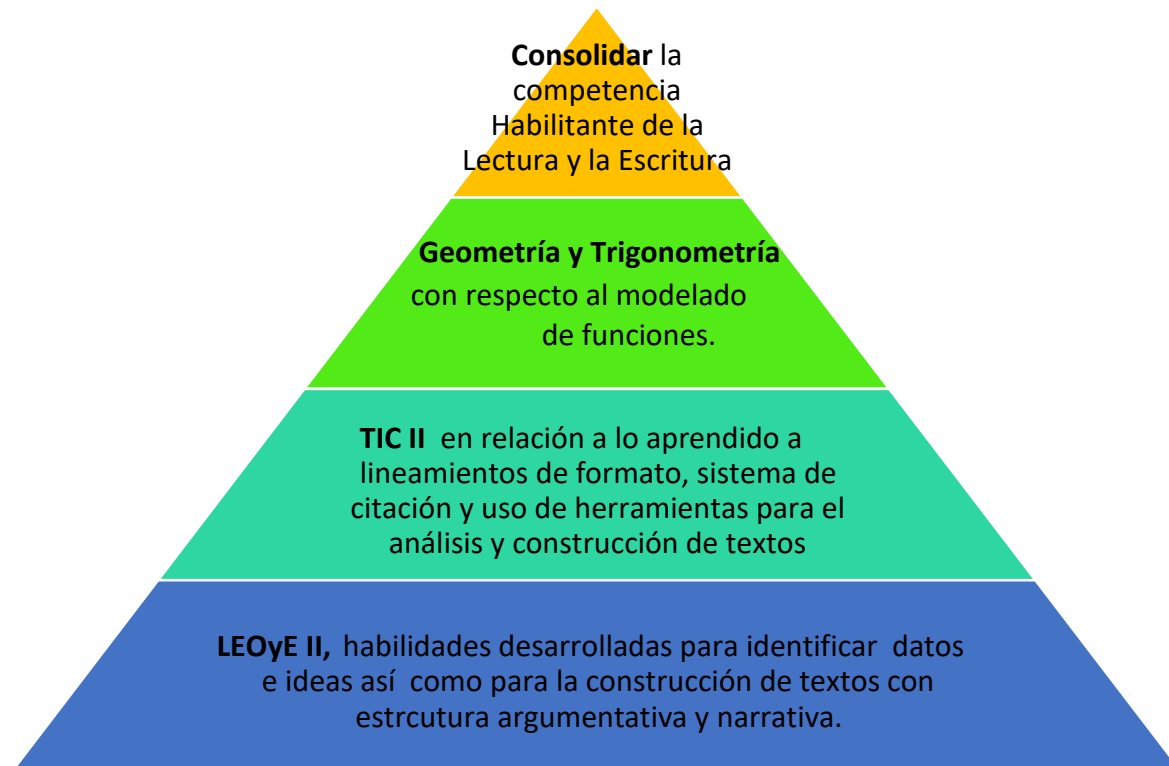 Consolidar la
competencia
Habilitante de la
Lectura y la Escritura
Geometría y Trigonometría
con respecto al modelado
de funciones.
TIC II en relación a lo aprendido a
lineamientos de formato, sistema de
citación y uso de herramientas para el
análisis y construcción de textos
LEOyE II, habilidades desarrolladas para identificar datos
e ideas así como para la construcción de textos con
estrcutura argumentativa y narrativa.